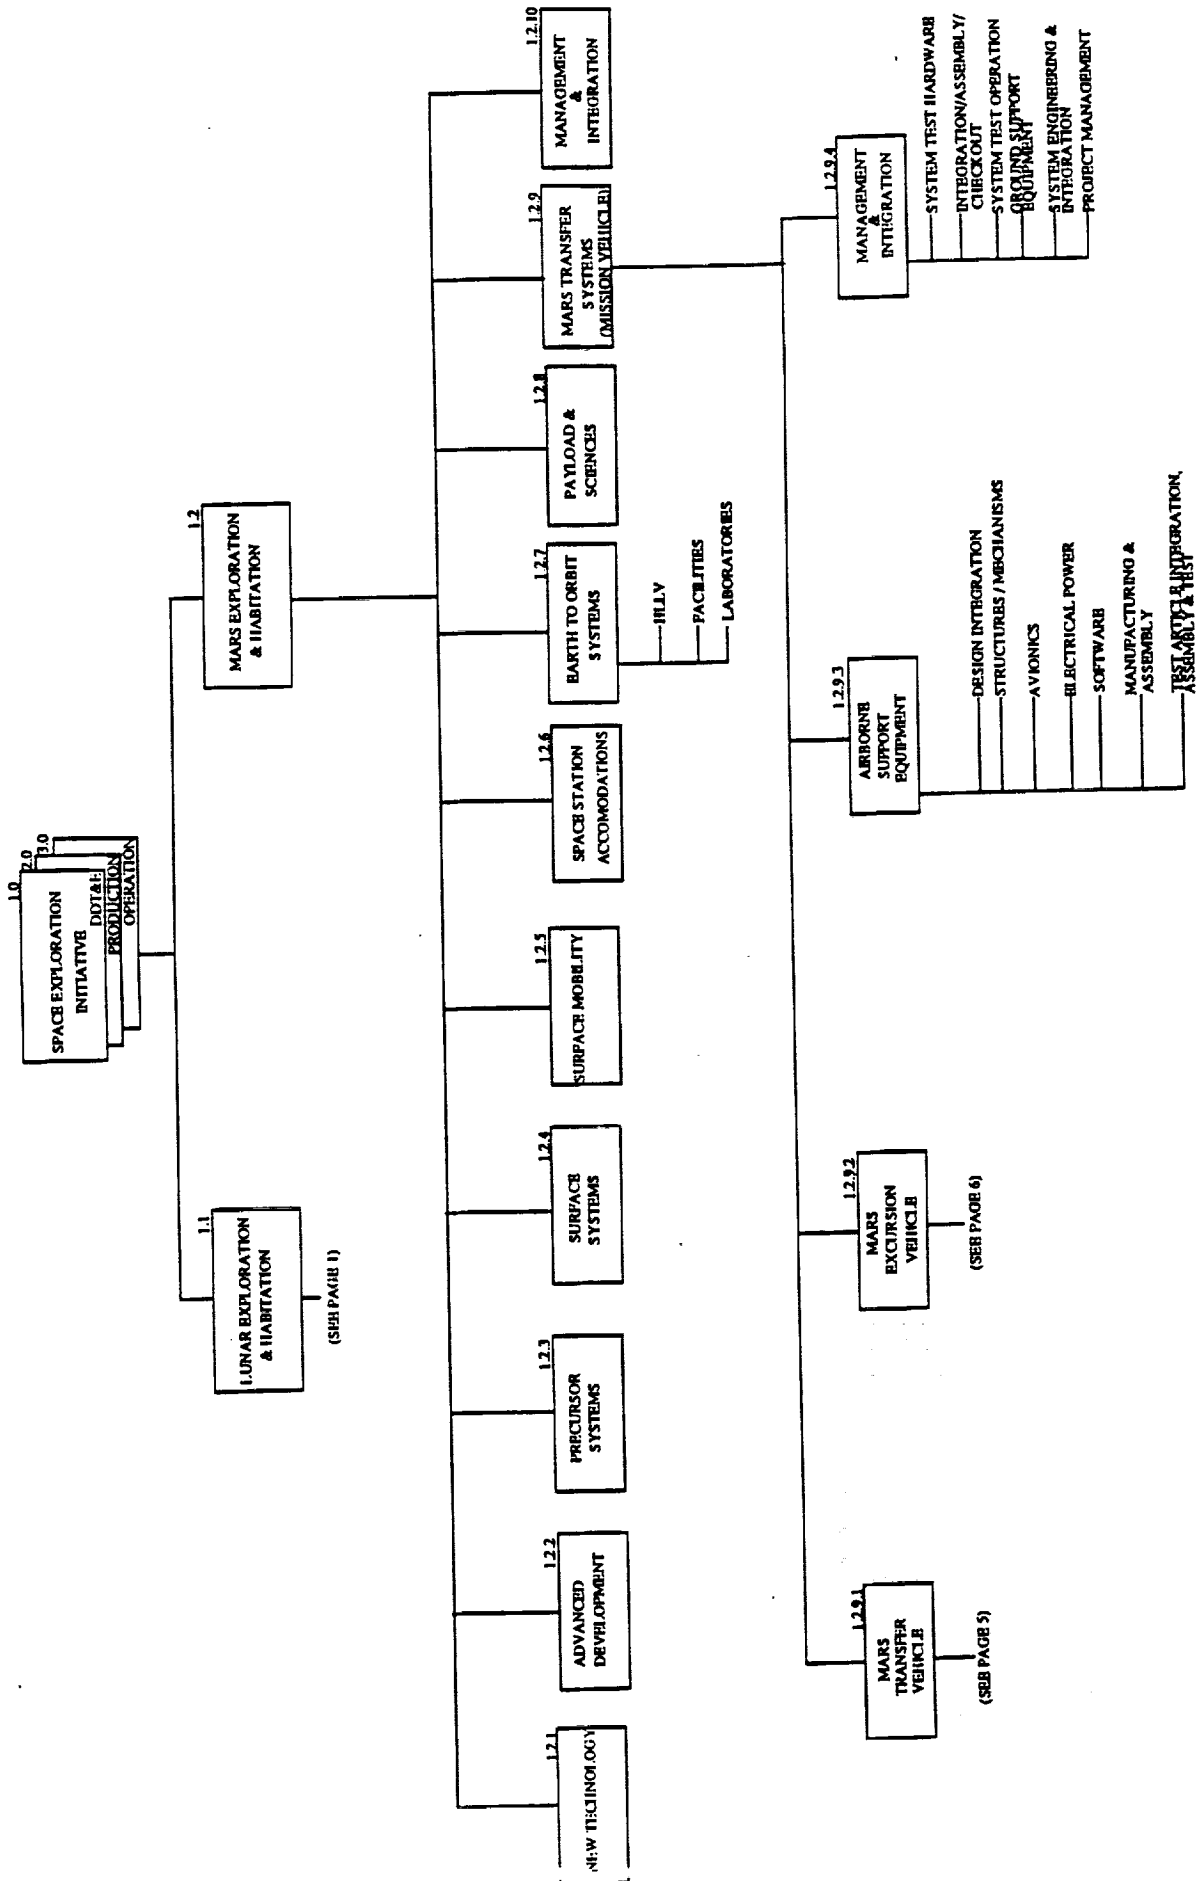 1.0
2.0
3.0
SPACE EXPLORATION
INITIATIVE
DDT&E
PRODUCTION
OPERATION
1.1
LUNAR EXPLORATION
& HABITATION
(SEE PAGE 1)
1.2
MARS EXPLORATION
& HABITATION
1.2.1
NEW TECHNOLOGY
1.2.2
ADVANCED
DEVELOPMENT
1.2.3
PRECURSOR
SYSTEMS
1.2.4
SURFACE
SYSTEMS
1.2.5
SURFACE MOBILITY
1.2.6
SPACE STATION
ACCOMODATIONS
1.2.7
EARTH TO ORBIT
SYSTEMS
HLLV
FACILITIES
LABORATORIES
1.2.8
PAYLOAD &
SCIENCES
1.2.9
MARS TRANSFER
SYSTEMS
(MISSION VEHICLE)
1.2.10
MANAGEMENT
&
INTEGRATION
1.2.9.1
MARS
TRANSFER
VEHICLE
(SEE PAGE 5)
1.2.9.2
MARS
EXCURSION
VEHICLE
(SEE PAGE 6)
1.2.9.3
AIRBORNE
SUPPORT
EQUIPMENT
DESIGN INTEGRATION
STRUCTURES / MECHANISMS
AVIONICS
ELECTRICAL POWER
SOFTWARE
MANUFACTURING &
ASSEMBLY
TEST ARTICLE INTEGRATION,
ASSEMBLY & TEST
1.2.9.4
MANAGEMENT
&
INTEGRATION
SYSTEM TEST HARDWARE
INTEGRATION/ASSEMBLY/
CHECKOUT
SYSTEM TEST OPERATION
GROUND SUPPORT
EQUIPMENT
SYSTEM ENGINEERING &
INTEGRATION
PROJECT MANAGEMENT